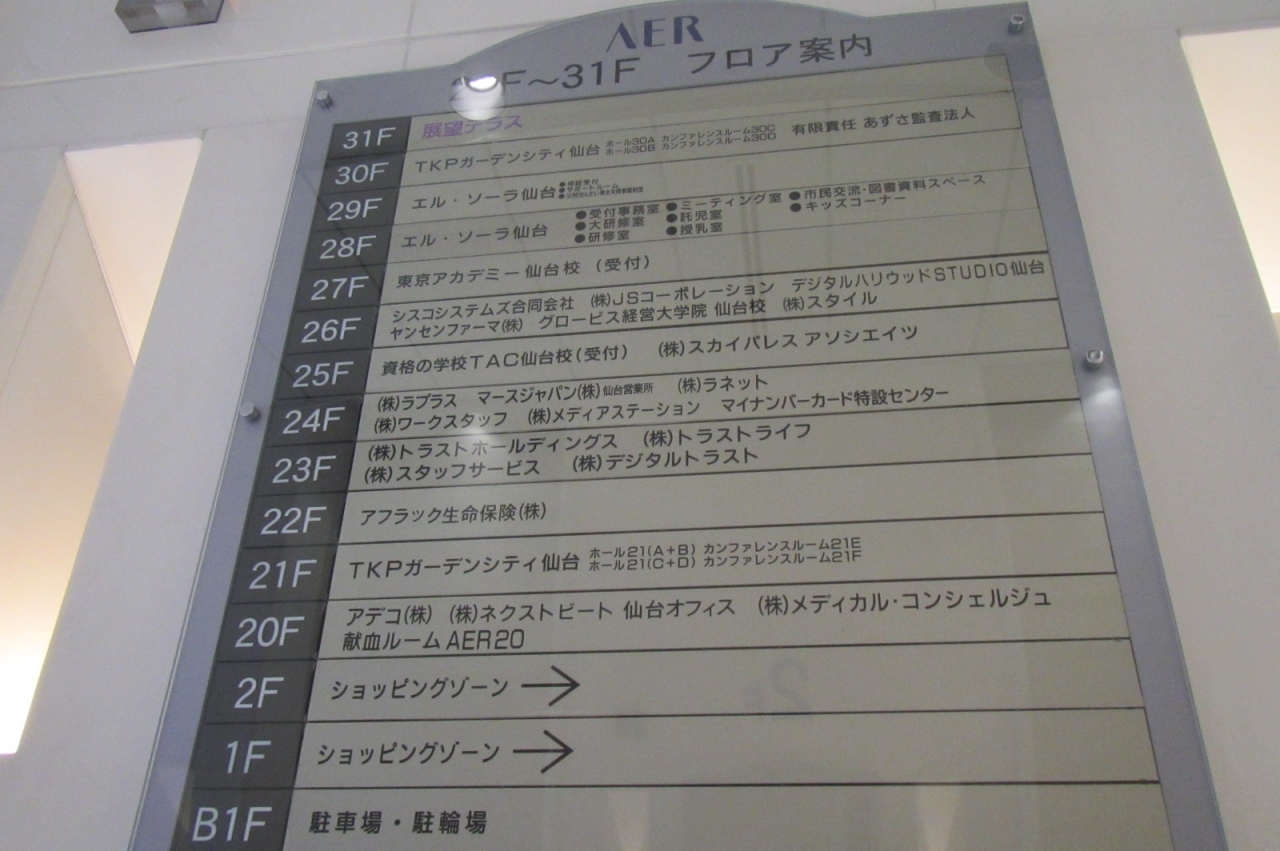 AER
F～31F フロア案内
31F 展望テラス
30F TKPガーデンシティ仙台 ホール30A カンファレンスルーム30C 有限責任 あずさ監査法人
ホール30B カンファレンスルーム30D
29F エル・ソーラ仙台 ●相談受付
●サポートルーム
28F エル・ソーラ仙台 ●受付事務室 ●ミーティング室 ●市民交流・図書資料スペース
●大研修室 ●託児室 ●キッズコーナー
●研修室 ●授乳室
27F 東京アカデミー仙台校 (受付)
26F シスコシステムズ合同会社 (株)JSコーポレーション デジタルハリウッドSTUDIO仙台
ヤンセンファーマ(株) グロービス経営大学院 仙台校 (株)スタイル
25F 資格の学校TAC仙台校(受付) (株)スカイパレス アソシエイツ
24F (株)ラプラス マースジャパン(株)仙台営業所 (株)ラネット
(株)ワークスタッフ (株)メディアステーション マイナンバーカード特設センター
23F (株)トラストホールディングス (株)トラストライフ
(株)スタッフサービス (株)デジタルトラスト
22F アフラック生命保険(株)
21F TKPガーデンシティ仙台 ホール21(A+B) カンファレンスルーム21E
ホール21(C+D) カンファレンスルーム21F
20F アデコ(株) (株)ネクストビート 仙台オフィス (株)メディカル・コンシェルジュ
献血ルームAER20
2F ショッピングゾーン →
1F ショッピングゾーン →
B1F 駐車場・駐輪場